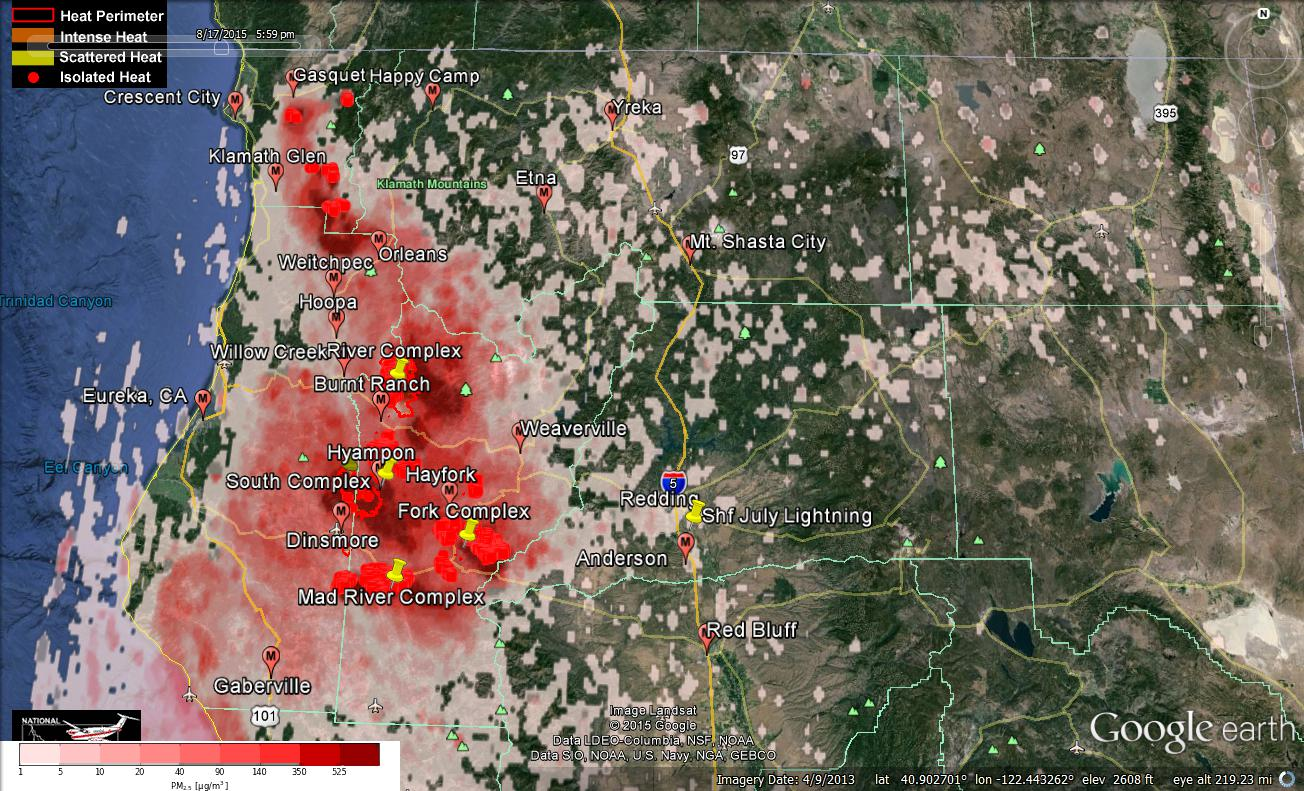 Heat Perimeter
Intense Heat
Scattered Heat
Isolated Heat
8/17/2015 5:59 pm
N
Gasquet
Happy Camp
Crescent City
Yreka
395
97
Klamath Glen
Etna
Klamath Mountains
Mt. Shasta City
Orleans
Weitchpec
Hoopa
Trinidad Canyon
Willow Creek
River Complex
Burnt Ranch
Eureka, CA
Weaverville
Hyampon
Eel Canyon
South Complex
Hayfork
5
Redding
Fork Complex
Shf July Lightning
Dinsmore
Anderson
Mad River Complex
Red Bluff
Gaberville
101
NATIONAL
Image Landsat
© 2015 Google
Data LDEO-Columbia, NSF, NOAA
Data SIO, NOAA, U.S. Navy, NGA, GEBCO
Google earth
1 5 10 20 40 90 140 350 525
PM2.5 [µg/m³]
Imagery Date: 4/9/2013 lat 40.902701° lon -122.443262° elev 2608 ft eye alt 219.23 mi